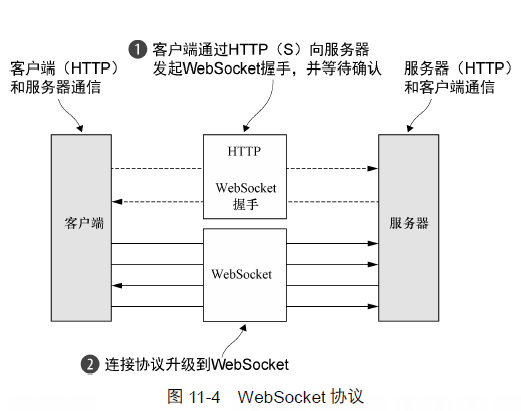 ❶ 客户端通过HTTP（S）向服务器
发起WebSocket握手，并等待确认
客户端（HTTP）
和服务器通信
服务器（HTTP）
和客户端通信
HTTP
WebSocket
握手
客户端
服务器
WebSocket
❷ 连接协议升级到WebSocket
图 11-4 WebSocket 协议